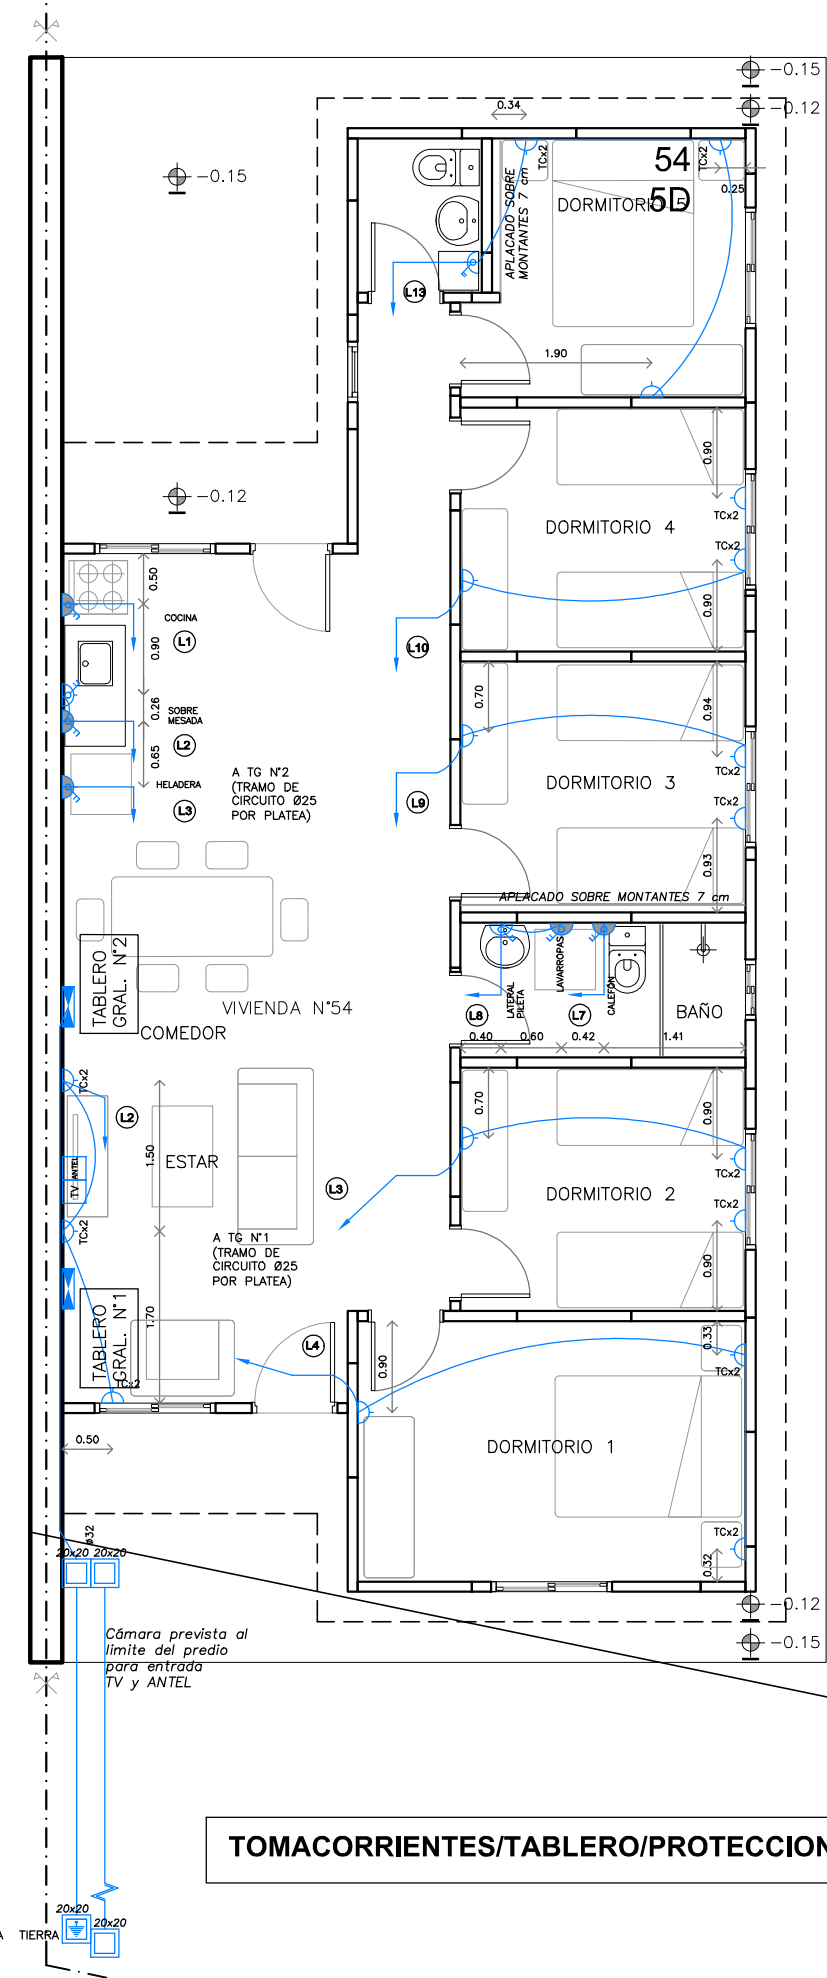 -0.15
-0.12
0.34
-0.15
TCx2
54
TCx2
0.25
DORMITORIO 5
5D
APLACADO SOBRE
MONTANTES 7 cm
L13
1.90
0.90
-0.12
TCx2
DORMITORIO 4
TCx2
0.50
COCINA
L1
0.90
0.90
L10
0.70
0.94
0.26
SOBRE
MESADA
L2
0.65
TCx2
A TG N°2
(TRAMO DE
CIRCUITO Ø25
POR PLATEA)
HELADERA
L3
DORMITORIO 3
L9
TCx2
0.93
APLACADO SOBRE MONTANTES 7 cm
TABLERO
GRAL. N°2
LAVARROPAS
LATERAL
PILETA
CALEFÓN
VIVIENDA N°54
L8
L7
BAÑO
COMEDOR
0.40
0.60
0.42
1.41
TCx2
L2
0.70
0.90
1.50
ESTAR
TV
ANTEL
TCx2
L3
DORMITORIO 2
TCx2
TCx2
A TG N°1
(TRAMO DE
CIRCUITO Ø25
POR PLATEA)
0.90
TABLERO
GRAL. N°1
1.70
L4
0.90
0.33
TCx2
TCx2
0.50
DORMITORIO 1
ø32
TCx2
20x20
20x20
0.32
-0.12
Cámara prevista al
limite del predio
para entrada
TV y ANTEL
-0.15
TOMACORRIENTES/TABLERO/PROTECCION
20x20
20x20
A TIERRA